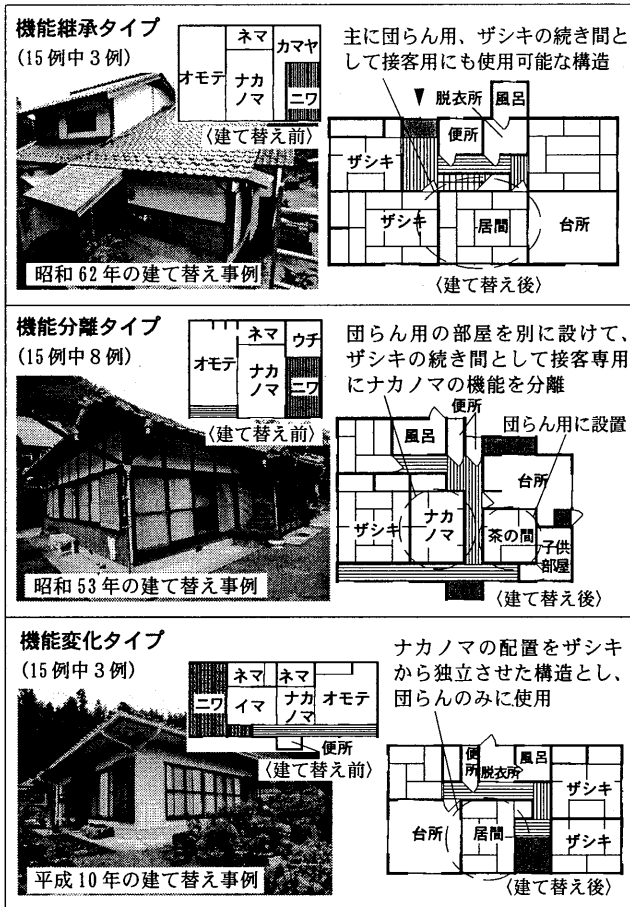 機能継承タイプ
(15例中3例)
オモテ
ネマ
ナカ
ノマ
カマヤ
ニワ
〈建て替え前〉
昭和62年の建て替え事例
主に団らん用、ザシキの続き間と
して接客用にも使用可能な構造
脱衣所
風呂
便所
ザシキ
ザシキ
居間
台所
〈建て替え後〉
機能分離タイプ
(15例中8例)
オモテ
ネマ
ナカ
ノマ
ウチ
ニワ
〈建て替え前〉
昭和53年の建て替え事例
団らん用の部屋を別に設けて、
ザシキの続き間として接客専用
にナカノマの機能を分離
便所
団らん用に設置
風呂
台所
ザシキ
ナカ
ノマ
茶の間
子供
部屋
〈建て替え後〉
機能変化タイプ
(15例中3例)
ニワ
ネマ
ネマ
イマ
ナカ
ノマ
オモテ
便所
〈建て替え前〉
平成10年の建て替え事例
ナカノマの配置をザシキ
から独立させた構造とし、
団らんのみに使用
便所
脱衣所
風呂
ザシキ
台所
居間
ザシキ
〈建て替え後〉